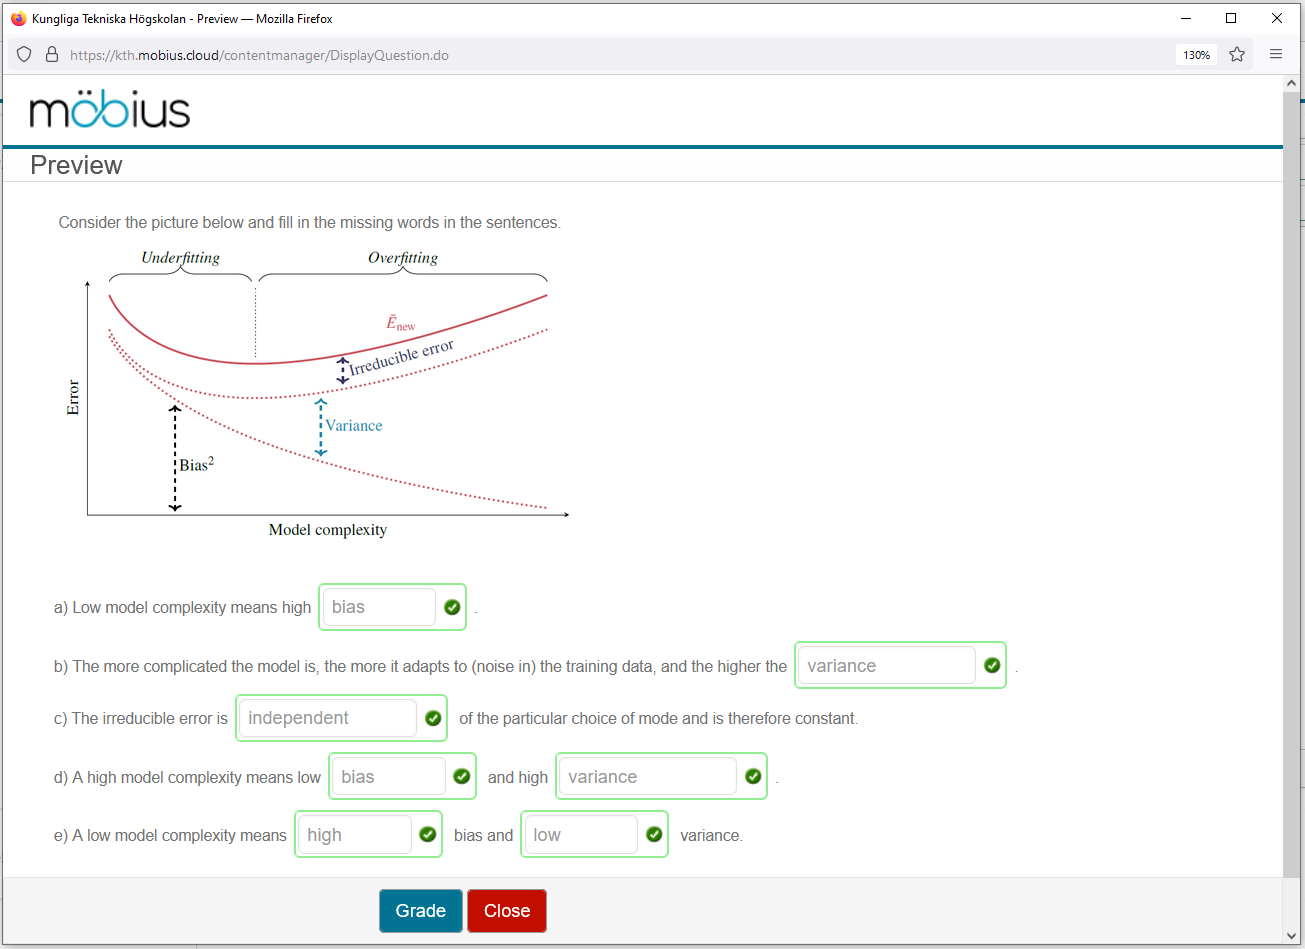 Kungliga Tekniska Högskolan - Preview — Mozilla Firefox
https://kth.mobius.cloud/contentmanager/DisplayQuestion.do
130%
möbius
Preview
Consider the picture below and fill in the missing words in the sentences.
Underfitting
Overfitting
Ēnew
Irreducible error
Error
Variance
Bias²
Model complexity
a) Low model complexity means high bias .
b) The more complicated the model is, the more it adapts to (noise in) the training data, and the higher the variance .
c) The irreducible error is independent of the particular choice of mode and is therefore constant.
d) A high model complexity means low bias and high variance .
e) A low model complexity means high bias and low variance.
Grade Close